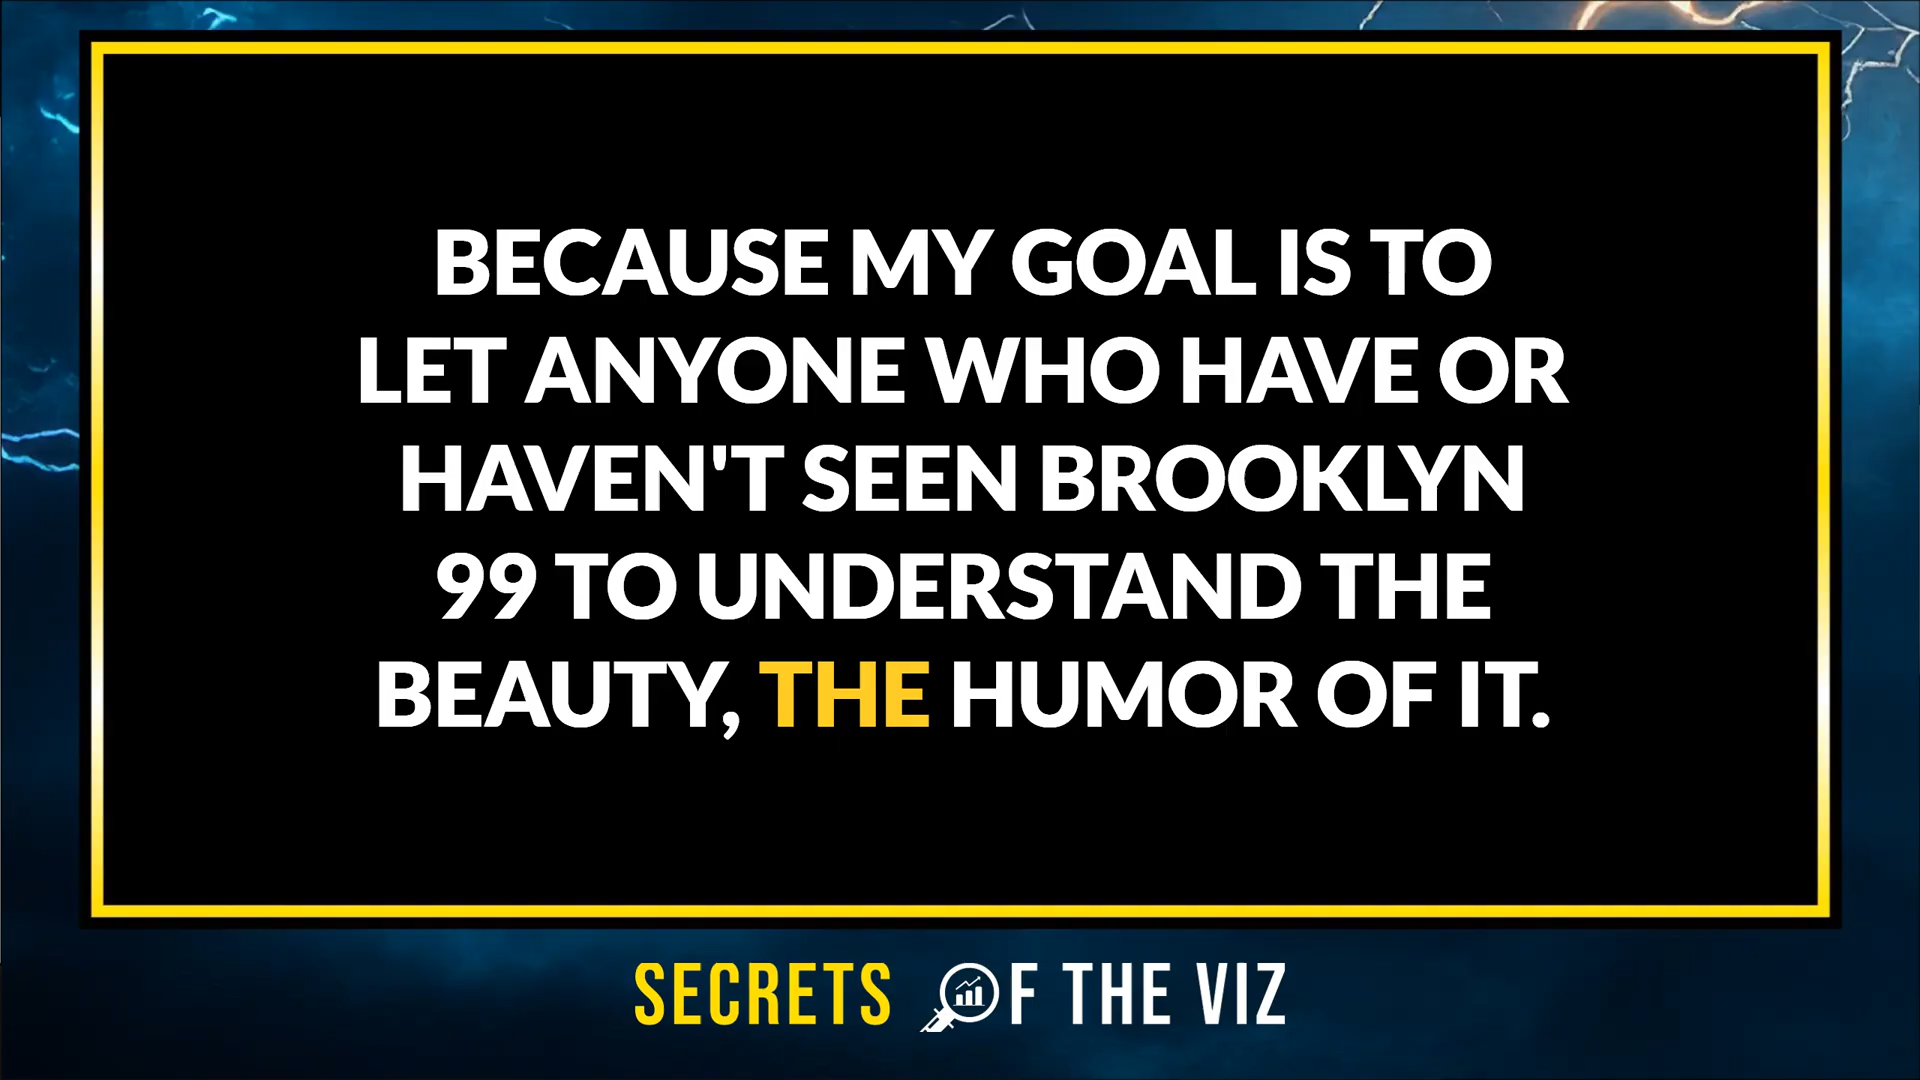 BECAUSE MY GOAL IS TO
LET ANYONE WHO HAVE OR
HAVEN'T SEEN BROOKLYN
99 TO UNDERSTAND THE
BEAUTY, THE HUMOR OF IT.
SECRETS OF THE VIZ